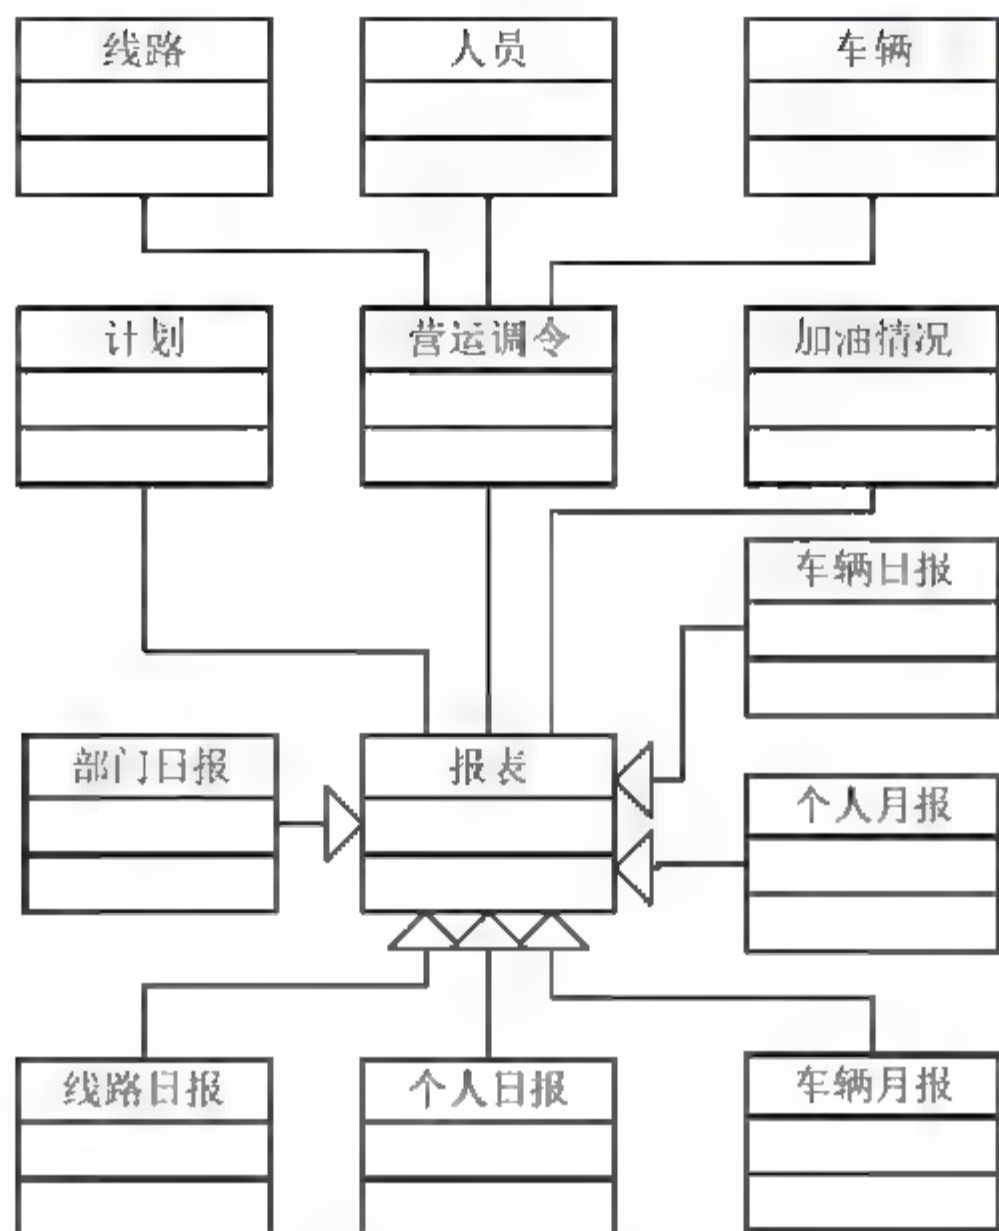 线路
人员
车辆
计划
营运调令
加油情况
车辆日报
部门日报
报表
个人月报
线路日报
个人日报
车辆月报